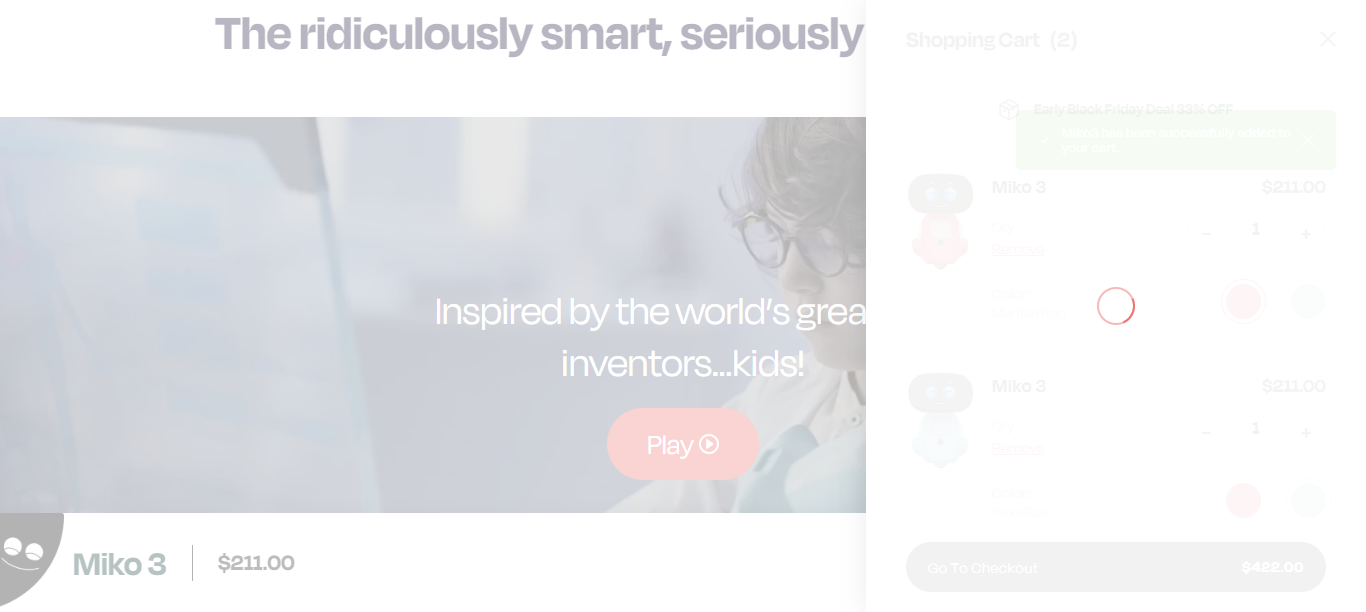 The ridiculously smart, seriously
Shopping Cart (2)
Early Black Friday Deal 33% OFF
Miko3 has been successfully added to
your cart.
Miko 3
$211.00
Qty
- 1 +
Remove
Color:
Inspired by the world's grea
inventors...kids!
Play
Miko 3
$211.00
Qty
- 1 +
Remove
Color:
Go To Checkout
$422.00
Miko 3
$211.00